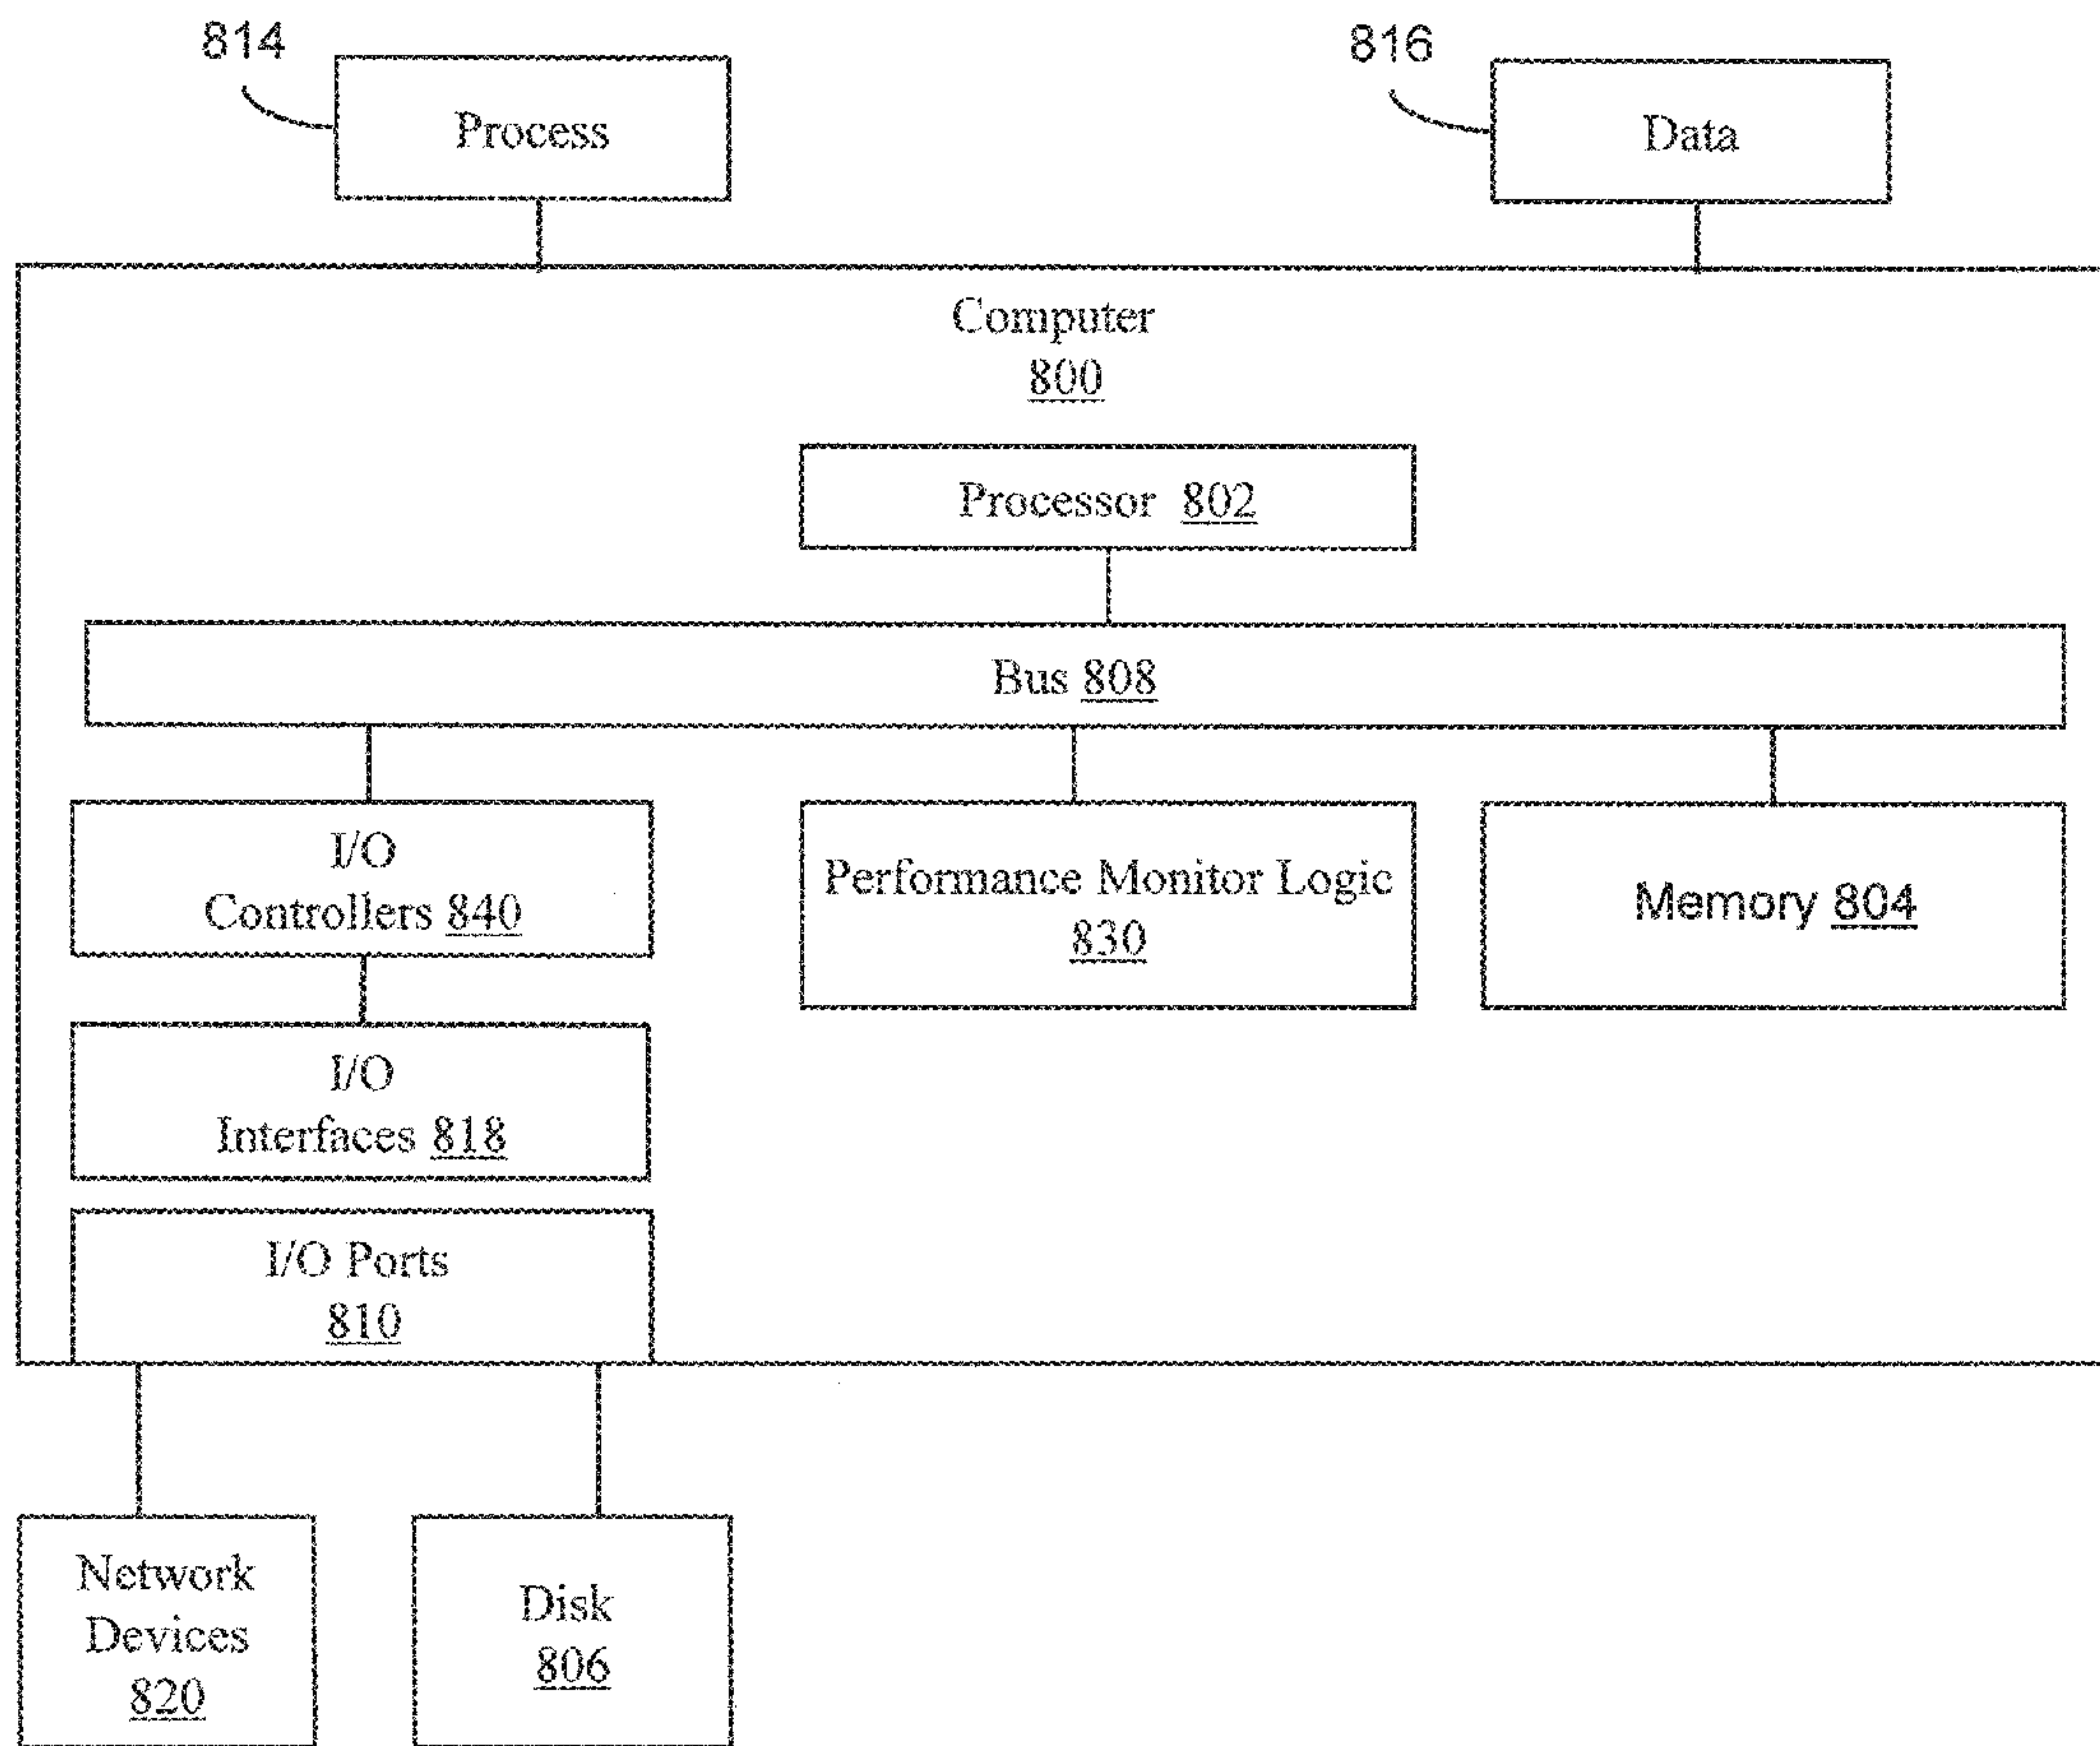 814
816
Process
Data
Computer
800
Processor 802
Bus 808
I/O
Controllers 840
Performance Monitor Logic
830
Memory 804
I/O
Interfaces 818
I/O Ports
810
Network
Devices
820
Disk
806